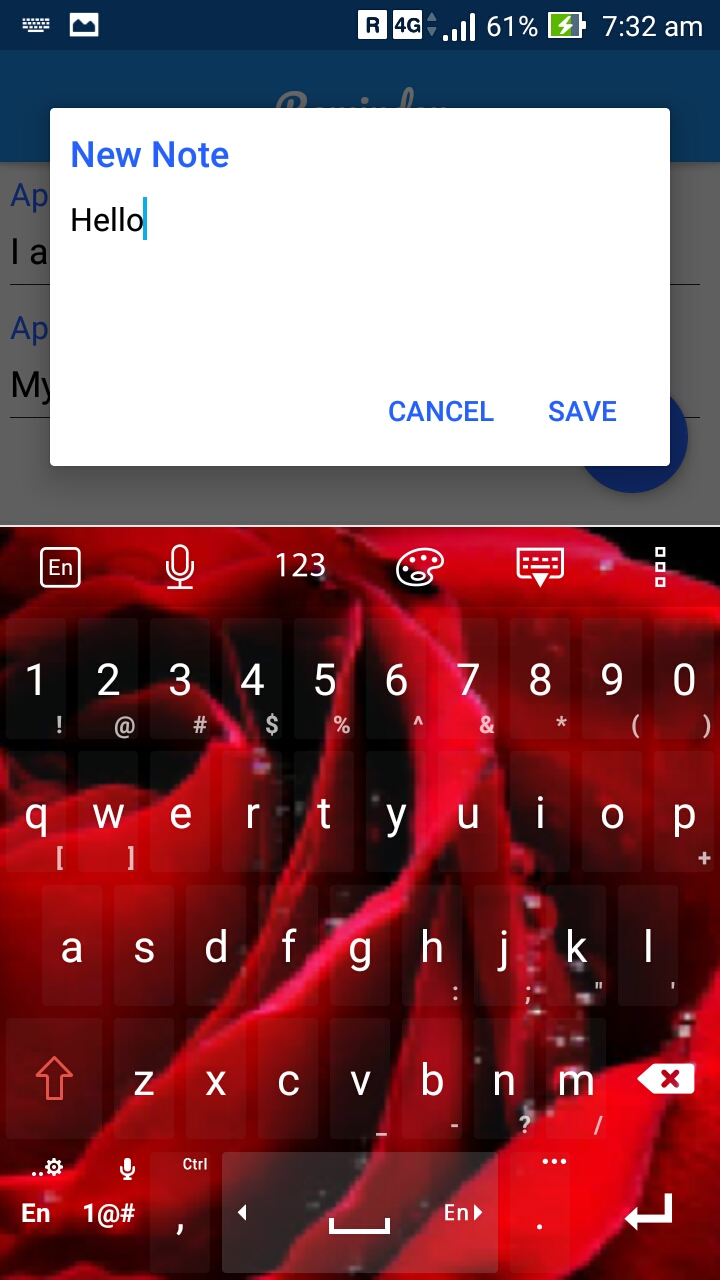 R 4G 61% 7:32 am
New Note
Ap
Hello
I a
Ap
My
CANCEL SAVE
En 123
1 2 3 4 5 6 7 8 9 0
! @ # $ % ^ & * ( )
q w e r t y u i o p
[ ] +
a s d f g h j k l
: ; " '
z x c v b n m
_ - ? /
Ctrl ...
En 1@# , En .